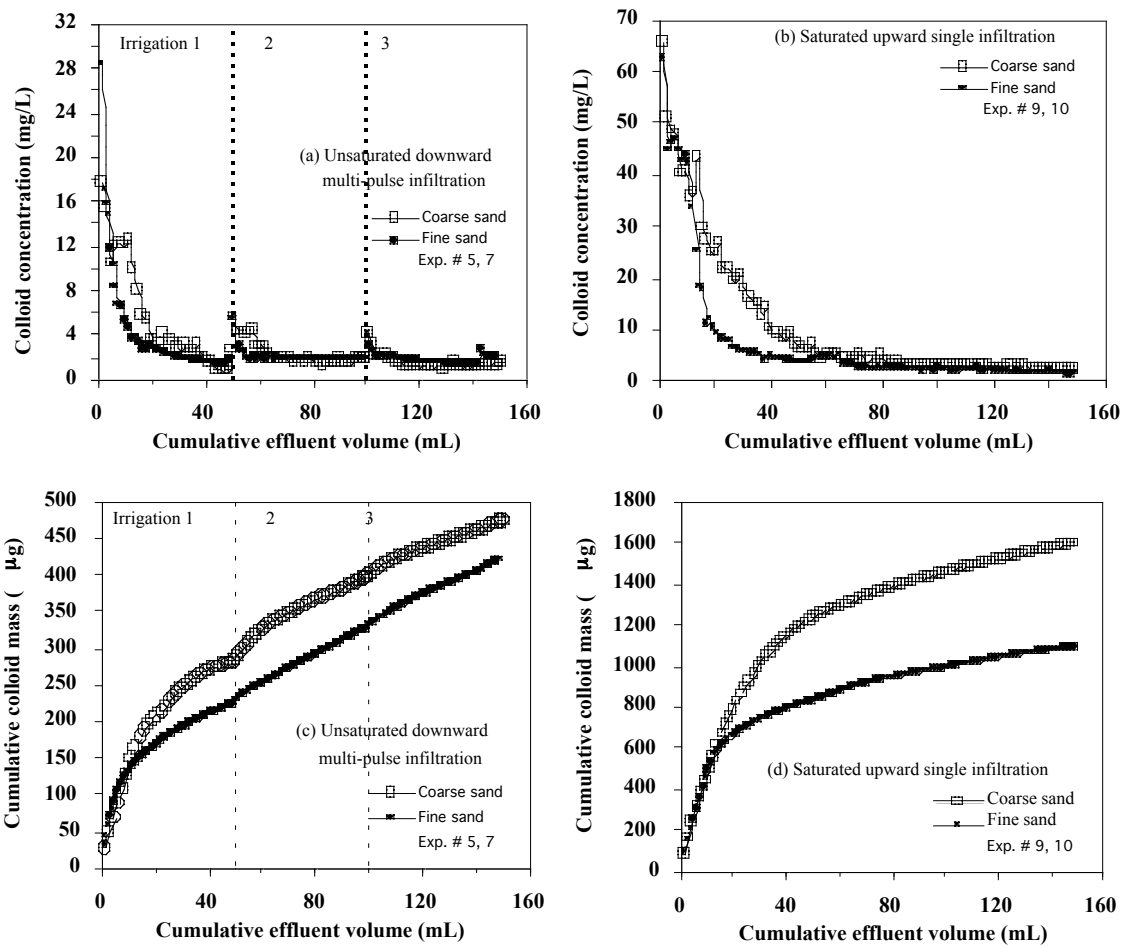 32
28
24
20
16
12
8
4
0
Colloid concentration (mg/L)
Irrigation 1
2
3
(a) Unsaturated downward
multi-pulse infiltration
Coarse sand
Fine sand
Exp. # 5, 7
0
40
80
120
160
Cumulative effluent volume (mL)
70
60
50
40
30
20
10
0
Colloid concentration (mg/L)
(b) Saturated upward single infiltration
Coarse sand
Fine sand
Exp. # 9, 10
0
40
80
120
160
Cumulative effluent volume (mL)
500
450
400
350
300
250
200
150
100
50
0
Cumulative colloid mass ( µg)
Irrigation 1
2
3
(c) Unsaturated downward
multi-pulse infiltration
Coarse sand
Fine sand
Exp. # 5, 7
0
40
80
120
160
Cumulative effluent volume (mL)
1800
1600
1400
1200
1000
800
600
400
200
0
Cumulative colloid mass ( µg)
(d) Saturated upward single infiltration
Coarse sand
Fine sand
Exp. # 9, 10
0
40
80
120
160
Cumulative effluent volume (mL)